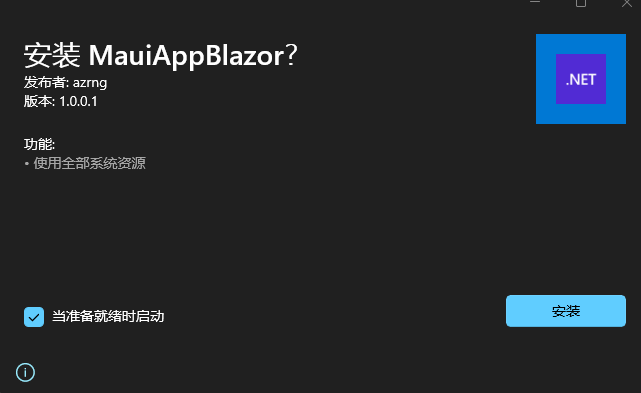 安装 MauiAppBlazor？
发布者: azrng
版本: 1.0.0.1
.NET
功能:
• 使用全部系统资源
当准备就绪时启动
安装